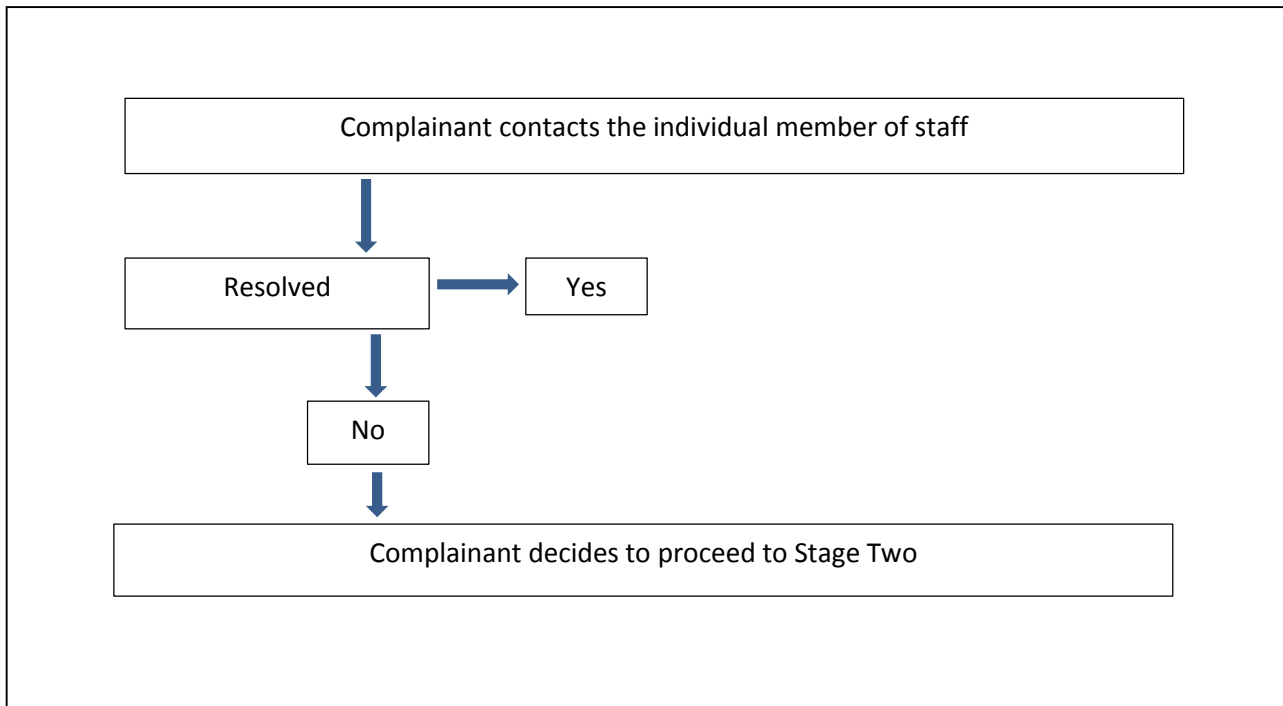 Complainant contacts the individual member of staff
Resolved
Yes
No
Complainant decides to proceed to Stage Two